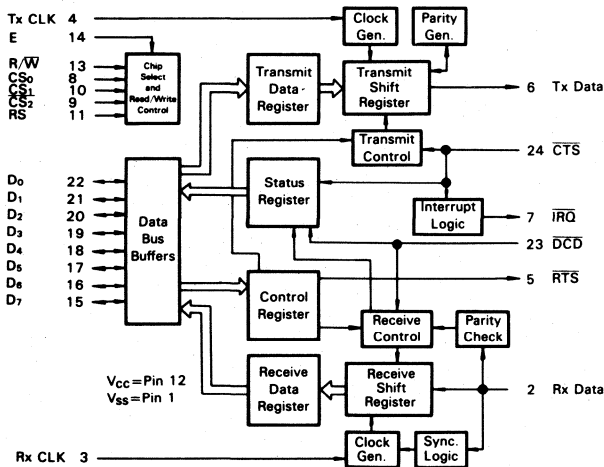 Tx CLK 4
E 14
R/W̅ 13
CS0 8
CS1 10
C̅S̅2 9
RS 11
Chip
Select
and
Read/Write
Control
Clock
Gen.
Parity
Gen.
Transmit
Data
Register
Transmit
Shift
Register
6 Tx Data
Transmit
Control
24 C̅T̅S̅
Status
Register
Interrupt
Logic
7 I̅R̅Q̅
23 D̅C̅D̅
D0 22
D1 21
D2 20
D3 19
D4 18
D5 17
D6 16
D7 15
Data
Bus
Buffers
5 R̅T̅S̅
Control
Register
Receive
Control
Parity
Check
VCC=Pin 12
VSS=Pin 1
Receive
Data
Register
Receive
Shift
Register
2 Rx Data
Rx CLK 3
Clock
Gen.
Sync.
Logic